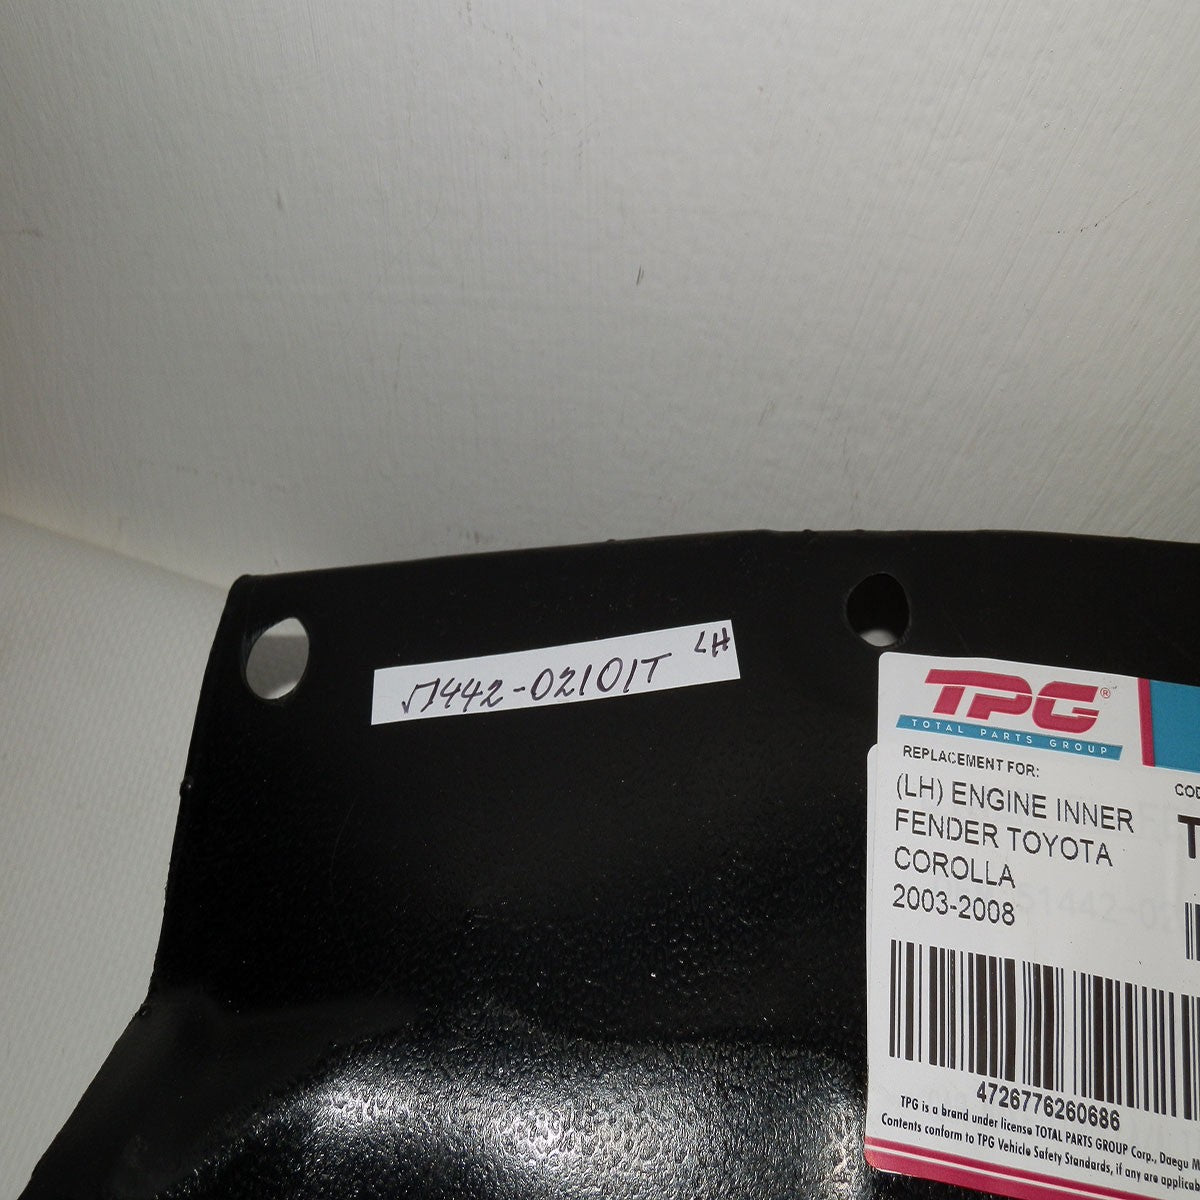 51442-02101T LH
TPG®
TOTAL PARTS GROUP
REPLACEMENT FOR:
(LH) ENGINE INNER
FENDER TOYOTA
COROLLA
2003-2008
4726776260686
TPG is a brand under license TOTAL PARTS GROUP Corp., Daegu
Contents conform to TPG Vehicle Safety Standards, if any are